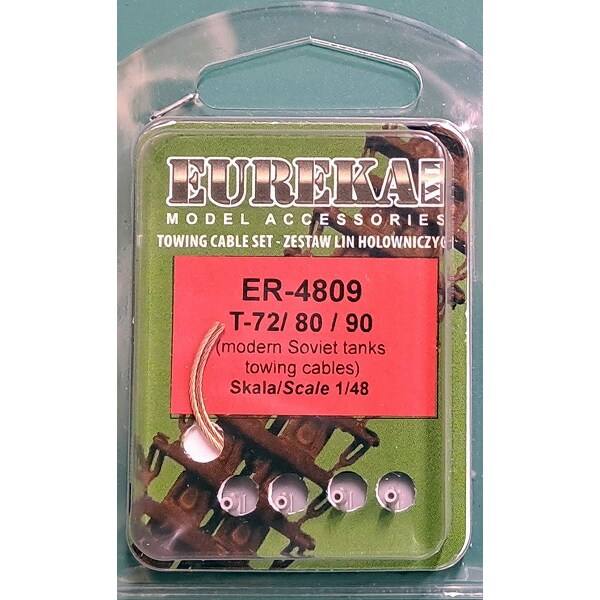 EUREKA XXL
MODEL ACCESSORIES
TOWING CABLE SET - ZESTAW LIN HOLOWNICZYCH
ER-4809
T-72/ 80 / 90
(modern Soviet tanks
towing cables)
Skala/Scale 1/48